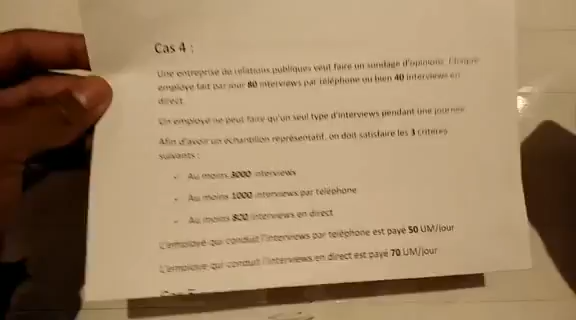 Cas 4 :
Une entreprise de relations publiques veut faire un sondage d'opinions. Chaque
employé fait par jour 80 interviews par téléphone ou bien 40 interviews en
direct.
Un employé ne peut faire qu'un seul type d'interviews pendant une journée.
Afin d'avoir un échantillon représentatif, on doit satisfaire les 3 critères
suivants :
- Au moins 3000 interviews
- Au moins 1000 interviews par téléphone
- Au moins 800 interviews en direct
L'employé qui conduit l'interviews par téléphone est payé 50 UM/jour
L'employé qui conduit l'interviews en direct est payé 70 UM/jour